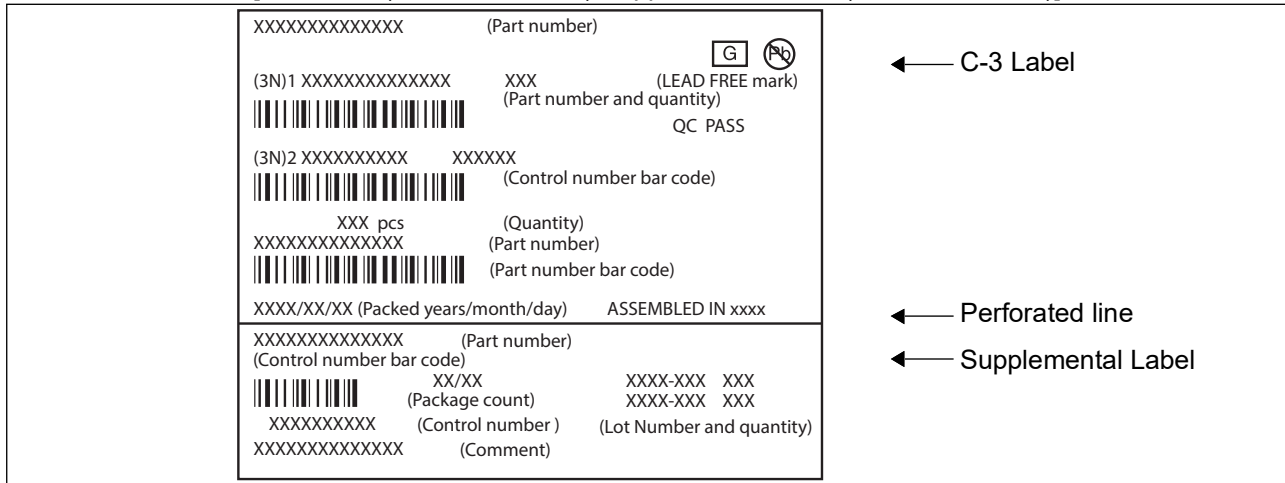 XXXXXXXXXXXXXX (Part number)
G Pb
C-3 Label
(3N)1 XXXXXXXXXXXXXX XXX (LEAD FREE mark)
(Part number and quantity)
QC PASS
(3N)2 XXXXXXXXXX XXXXXX
(Control number bar code)
XXX pcs (Quantity)
XXXXXXXXXXXXXX (Part number)
(Part number bar code)
XXXX/XX/XX (Packed years/month/day) ASSEMBLED IN xxxx
Perforated line
XXXXXXXXXXXXXX (Part number)
(Control number bar code)
Supplemental Label
XX/XX XXXX-XXX XXX
(Package count) XXXX-XXX XXX
XXXXXXXXXX (Control number ) (Lot Number and quantity)
XXXXXXXXXXXXXX (Comment)